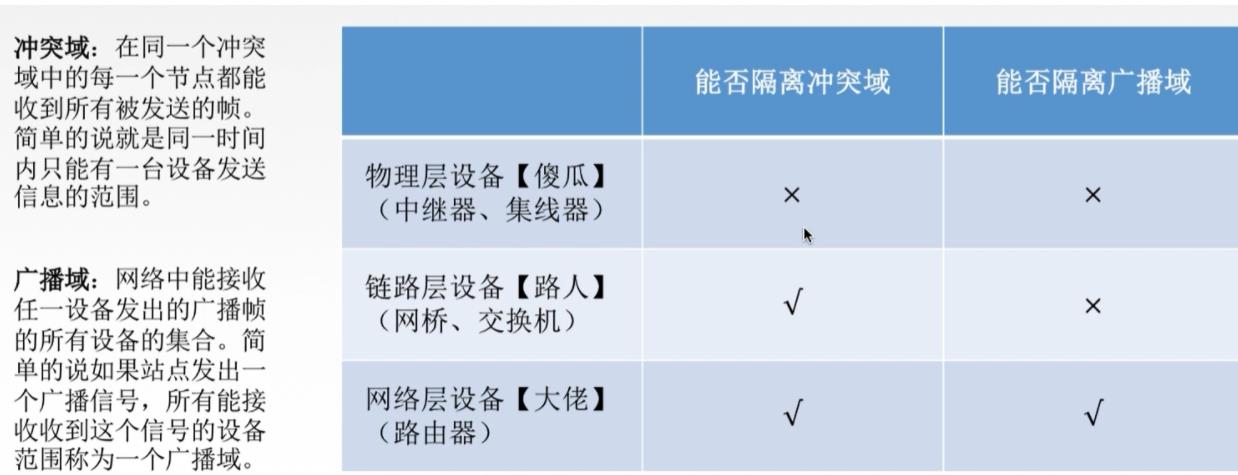 冲突域：在同一个冲突
域中的每一个节点都能
收到所有被发送的帧。
简单的说就是同一时间
内只能有一台设备发送
信息的范围。
广播域：网络中能接收
任一设备发出的广播帧
的所有设备的集合。简
单的说如果站点发出一
个广播信号，所有能接
收收到这个信号的设备
范围称为一个广播域。
能否隔离冲突域 能否隔离广播域
物理层设备【傻瓜】
（中继器、集线器）
× ×
链路层设备【路人】
（网桥、交换机）
√ ×
网络层设备【大佬】
（路由器）
√ √